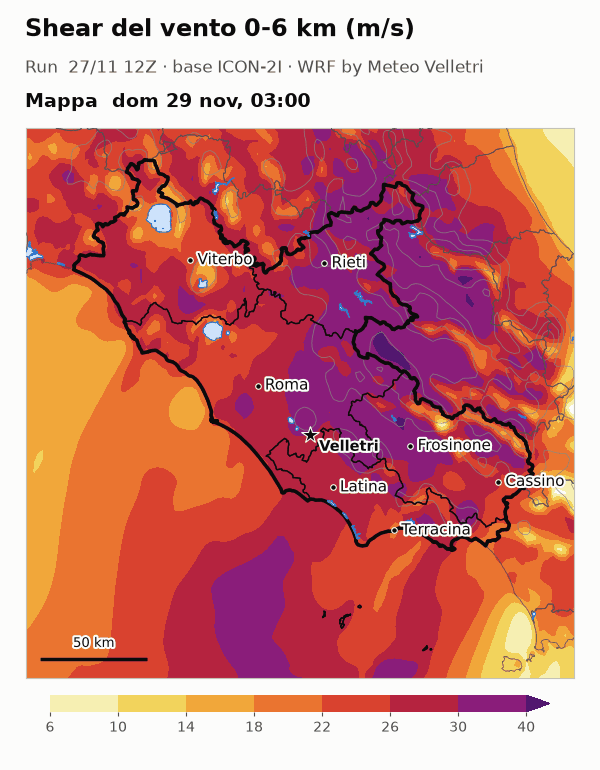 Shear del vento 0-6 km (m/s)
Run  27/11 12Z · base ICON-2I · WRF by Meteo Velletri
Mappa  dom 29 nov, 03:00
Viterbo
Rieti
Roma
Velletri
Frosinone
Latina
Cassino
Terracina
50 km
6 10 14 18 22 26 30 40